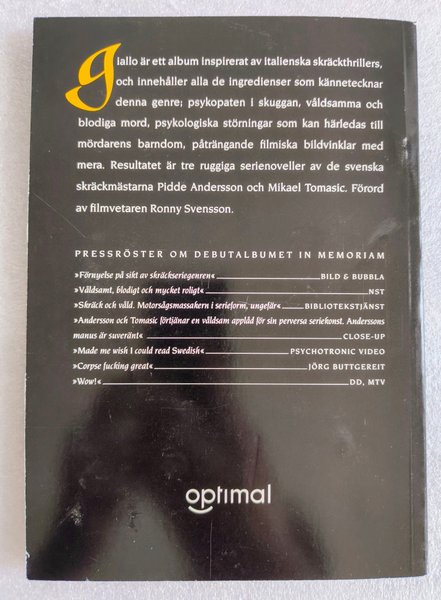 Giallo är ett album inspirerat av italienska skräckthrillers,
och innehåller alla de ingredienser som kännetecknar
denna genre; psykopaten i skuggan, våldsamma och
blodiga mord, psykologiska störningar som kan härledas till
mördarens barndom, påträngande filmiska bildvinklar med
mera. Resultatet är tre ruggiga serienoveller av de svenska
skräckmästarna Pidde Andersson och Mikael Tomasic. Förord
av filmvetaren Ronny Svensson.
PRESSRÖSTER OM DEBUTALBUMET IN MEMORIAM
»Förnyelse på sikt av skräckseriegenren« BILD & BUBBLA
»Våldsamt, blodigt och mycket roligt« NST
»Skräck och våld. Motorsågsmassakern i serieform, ungefär« BIBLIOTEKSTJÄNST
»Andersson och Tomasic förtjänar en våldsam applåd för sin perversa seriekonst. Anderssons
manus är suveränt« CLOSE-UP
»Made me wish I could read Swedish« PSYCHOTRONIC VIDEO
»Corpse fucking great« JÖRG BUTTGEREIT
»Wow!« DD, MTV
optimal